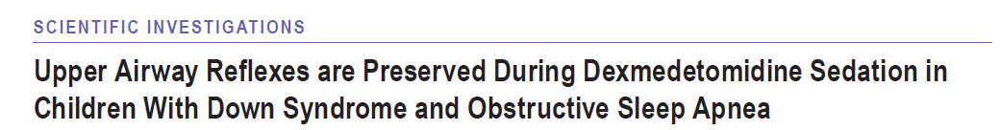 SCIENTIFIC INVESTIGATIONS
Upper Airway Reflexes are Preserved During Dexmedetomidine Sedation in
Children With Down Syndrome and Obstructive Sleep Apnea